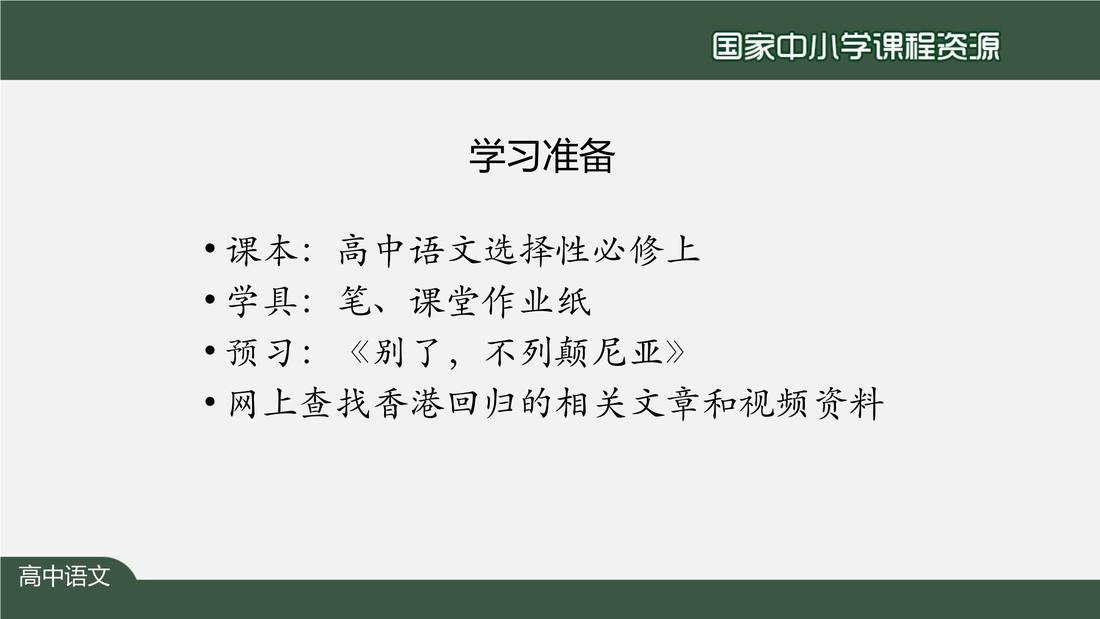 国家中小学课程资源
学习准备
• 课本：高中语文选择性必修上
• 学具：笔、课堂作业纸
• 预习：《别了，不列颠尼亚》
• 网上查找香港回归的相关文章和视频资料
高中语文